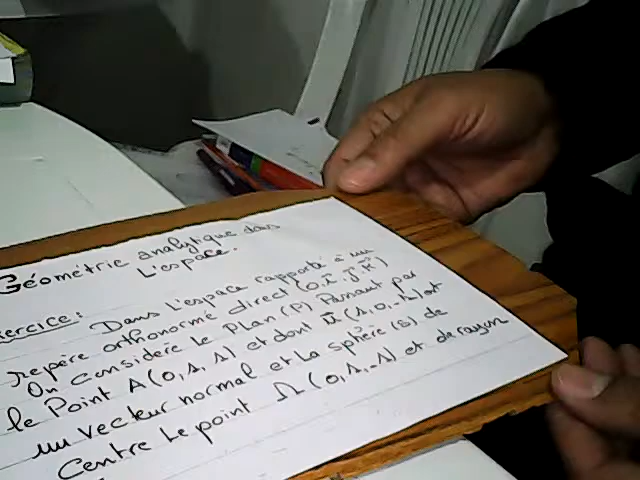 Géométrie analytique dans
L'espace.
ercice:
Dans L'espace rapporté à un
repère orthonormé direct (O,i,j,k)
On considère le Plan (P) Passant par
le Point A(0,1,1) et dont u(1,0,-1) est
un vecteur normal et la sphère (S) de
Centre Le point Ω(0,1,-1) et de rayon